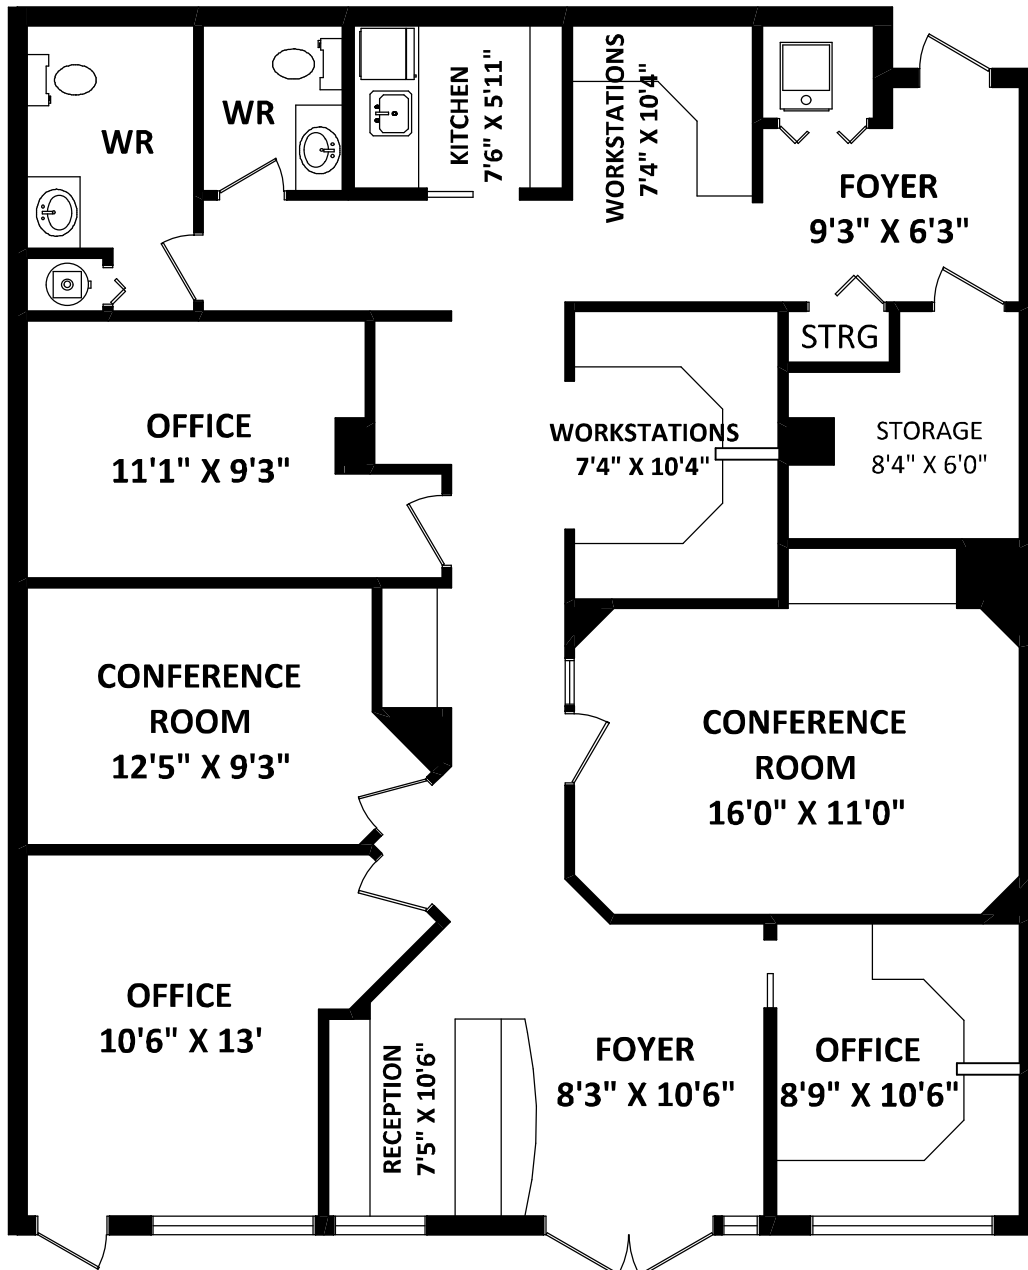 WR
WR
KITCHEN
7'6" X 5'11"
WORKSTATIONS
7'4" X 10'4"
FOYER
9'3" X 6'3"
STRG
OFFICE
11'1" X 9'3"
WORKSTATIONS
7'4" X 10'4"
STORAGE
8'4" X 6'0"
CONFERENCE
ROOM
12'5" X 9'3"
CONFERENCE
ROOM
16'0" X 11'0"
OFFICE
10'6" X 13'
RECEPTION
7'5" X 10'6"
FOYER
8'3" X 10'6"
OFFICE
8'9" X 10'6"